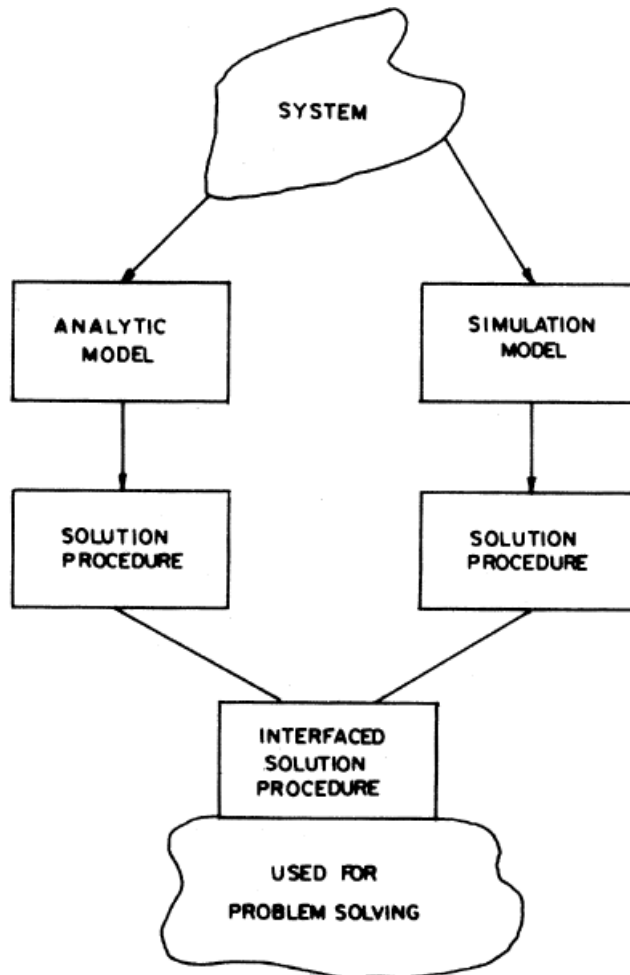 SYSTEM
ANALYTIC
MODEL
SIMULATION
MODEL
SOLUTION
PROCEDURE
SOLUTION
PROCEDURE
INTERFACED
SOLUTION
PROCEDURE
USED FOR
PROBLEM SOLVING